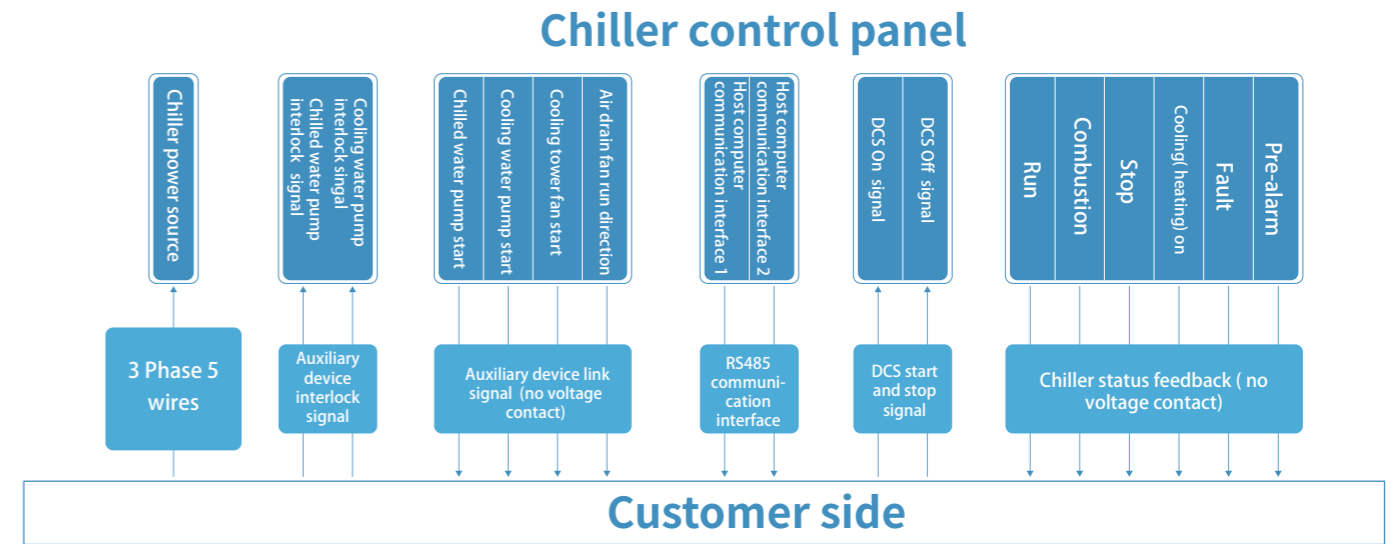 Chiller control panel
Chiller power source
Cooling water pump
interlock singal
Chilled water pump
interlock signal
Chilled water pump start
Cooling water pump start
Cooling tower fan start
Air drain fan run direction
Host computer
communication interface 1
Host computer
communication interface 2
DCS On signal
DCS Off signal
Run
Combustion
Stop
Cooling( heating) on
Fault
Pre-alarm
3 Phase 5
wires
Auxiliary
device
interlock
signal
Auxiliary device link
signal (no voltage
contact)
RS485
communi-
cation
interface
DCS start
and stop
signal
Chiller status feedback ( no
voltage contact)
Customer side